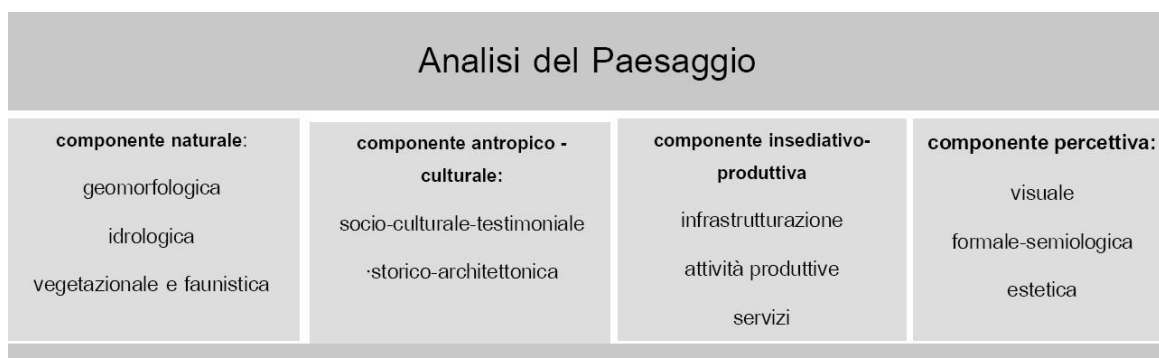 Analisi del Paesaggio
componente naturale:
geomorfologica
idrologica
vegetazionale e faunistica
componente antropico -
culturale:
socio-culturale-testimoniale
·storico-architettonica
componente insediativo-
produttiva
infrastrutturazione
attività produttive
servizi
componente percettiva:
visuale
formale-semiologica
estetica